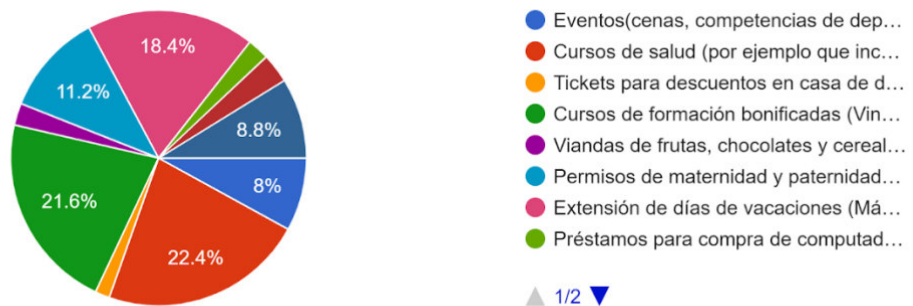 18.4%
11.2%
8.8%
8%
21.6%
22.4%
Eventos(cenas, competencias de dep…
Cursos de salud (por ejemplo que inc…
Tickets para descuentos en casa de d…
Cursos de formación bonificadas (Vin…
Viandas de frutas, chocolates y cereal…
Permisos de maternidad y paternidad…
Extensión de días de vacaciones (Má…
Préstamos para compra de computad…
1/2